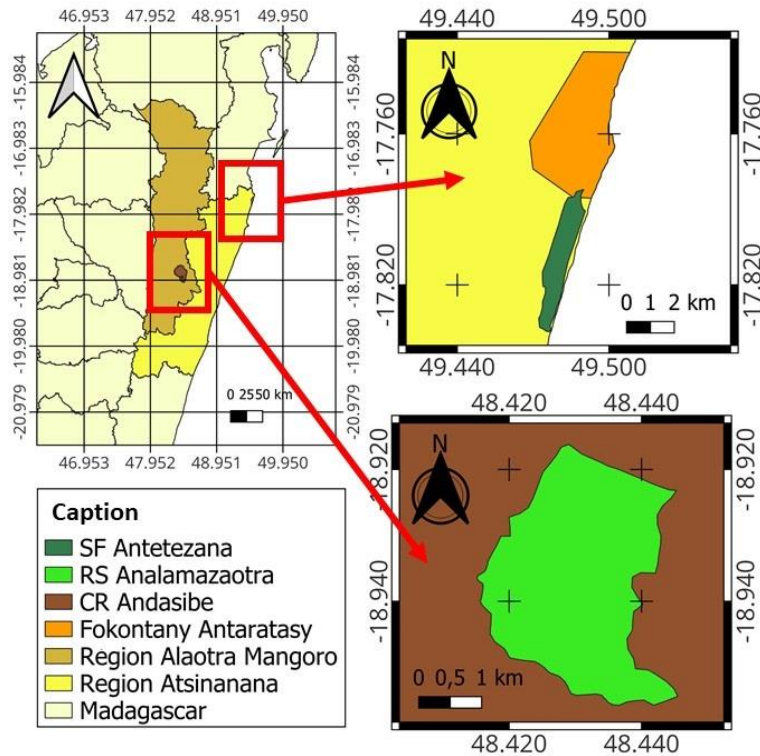 46.953 47.952 48.951 49.950
-15.984
-16.983
-17.982
-18.981
-19.980
-20.979
-15.984
-16.983
-17.982
-18.981
-19.980
-20.979
0 2550 km
46.953 47.952 48.951 49.950
49.440 49.500
N
-17.760
-17.820
-17.760
-17.820
0 1 2 km
49.440 49.500
48.420 48.440
N
-18.920
-18.940
-18.920
-18.940
0 0,5 1 km
48.420 48.440
Caption
SF Antetezana
RS Analamazaotra
CR Andasibe
Fokontany Antaratasy
Region Alaotra Mangoro
Region Atsinanana
Madagascar